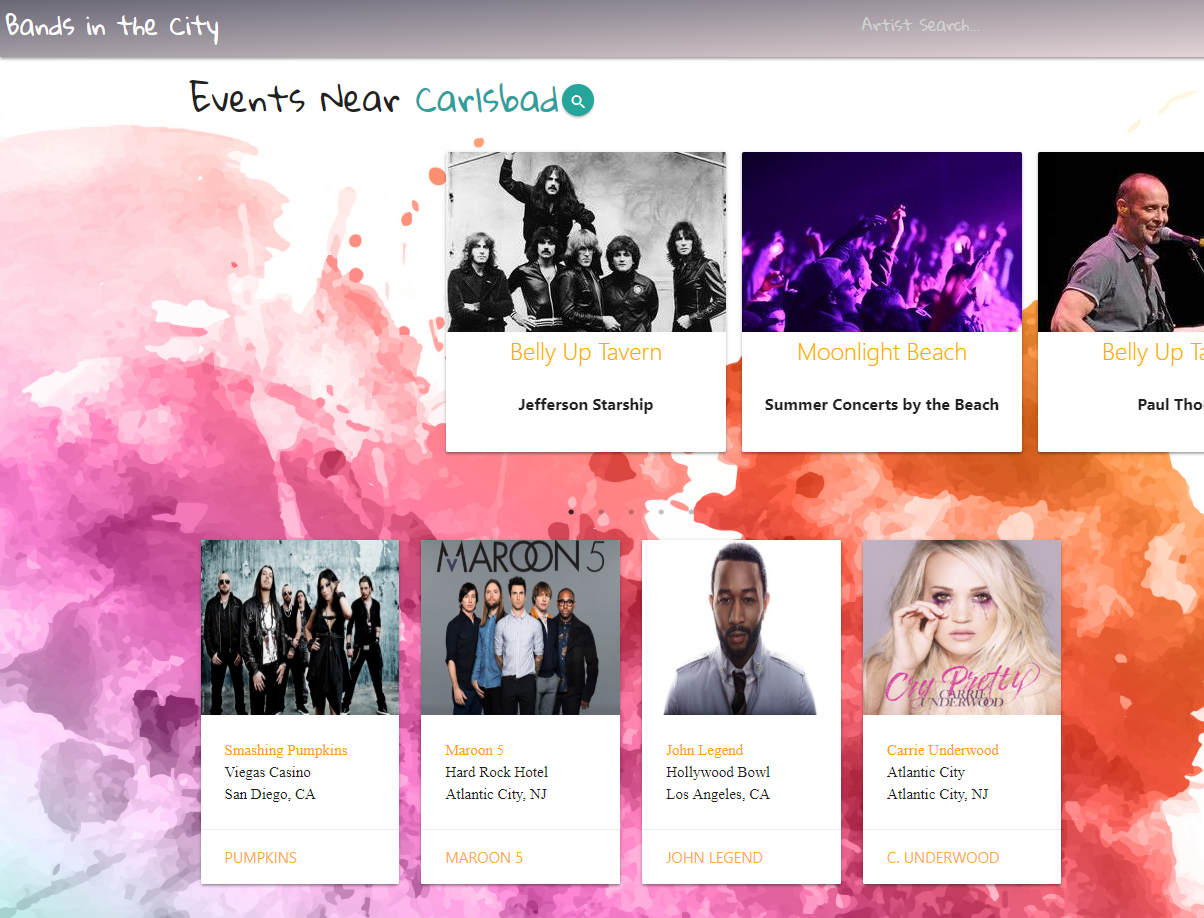 Bands in the City
Artist Search...
Events Near Carlsbad
Belly Up Tavern
Jefferson Starship
Moonlight Beach
Summer Concerts by the Beach
Belly Up Ta
Paul Tho
MAROON 5
Cry Pretty
CARRIE
UNDERWOOD
Smashing Pumpkins
Viegas Casino
San Diego, CA
PUMPKINS
Maroon 5
Hard Rock Hotel
Atlantic City, NJ
MAROON 5
John Legend
Hollywood Bowl
Los Angeles, CA
JOHN LEGEND
Carrie Underwood
Atlantic City
Atlantic City, NJ
C. UNDERWOOD